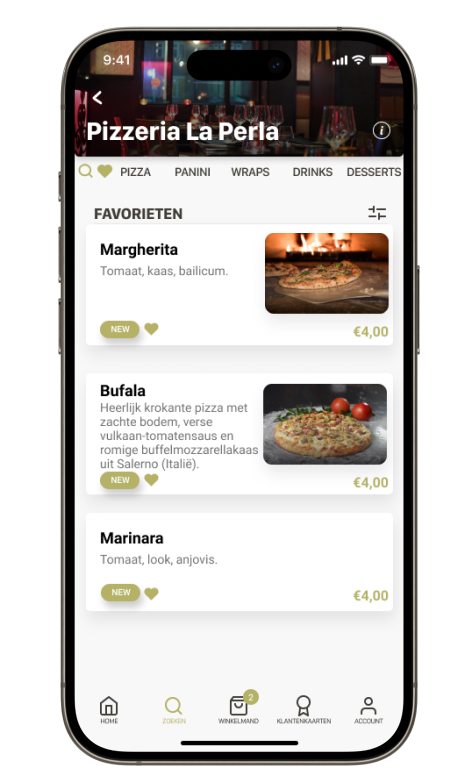 9:41
Pizzeria La Perla
i
PIZZA PANINI WRAPS DRINKS DESSERTS
FAVORIETEN
Margherita
Tomaat, kaas, bailicum.
NEW
€4,00
Bufala
Heerlijk krokante pizza met
zachte bodem, verse
vulkaan-tomatensaus en
romige buffelmozzarellakaas
uit Salerno (Italië).
NEW
€4,00
Marinara
Tomaat, look, anjovis.
NEW
€4,00
2
HOME ZOEKEN WINKELMAND KLANTENKAARTEN ACCOUNT